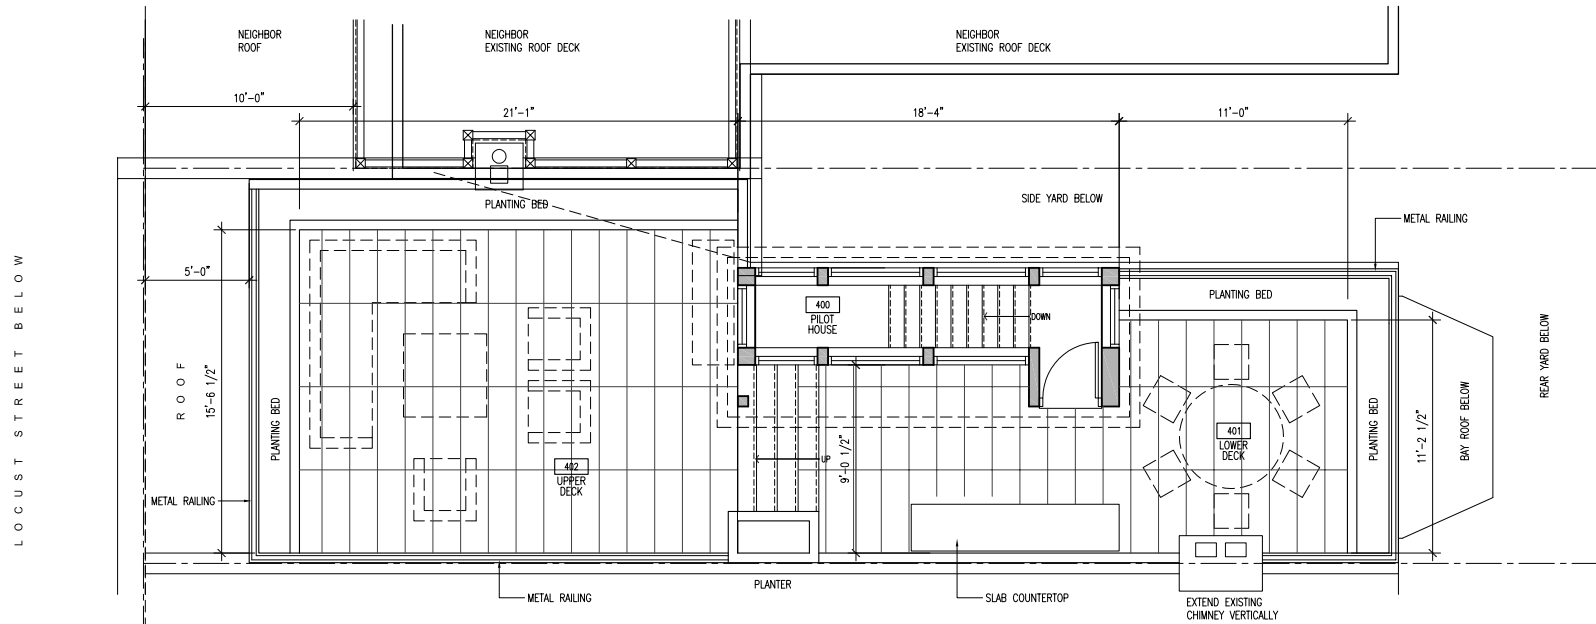 NEIGHBOR
ROOF
NEIGHBOR
EXISTING ROOF DECK
NEIGHBOR
EXISTING ROOF DECK
10'-0"
21'-1"
18'-4"
11'-0"
PLANTING BED
SIDE YARD BELOW
METAL RAILING
LOCUST STREET BELOW
5'-0"
ROOF
15'-6 1/2"
PLANTING BED
METAL RAILING
402
UPPER
DECK
400
PILOT
HOUSE
DOWN
UP
9'-0 1/2"
PLANTING BED
401
LOWER
DECK
PLANTING BED
11'-2 1/2"
BAY ROOF BELOW
REAR YARD BELOW
METAL RAILING
PLANTER
SLAB COUNTERTOP
EXTEND EXISTING
CHIMNEY VERTICALLY